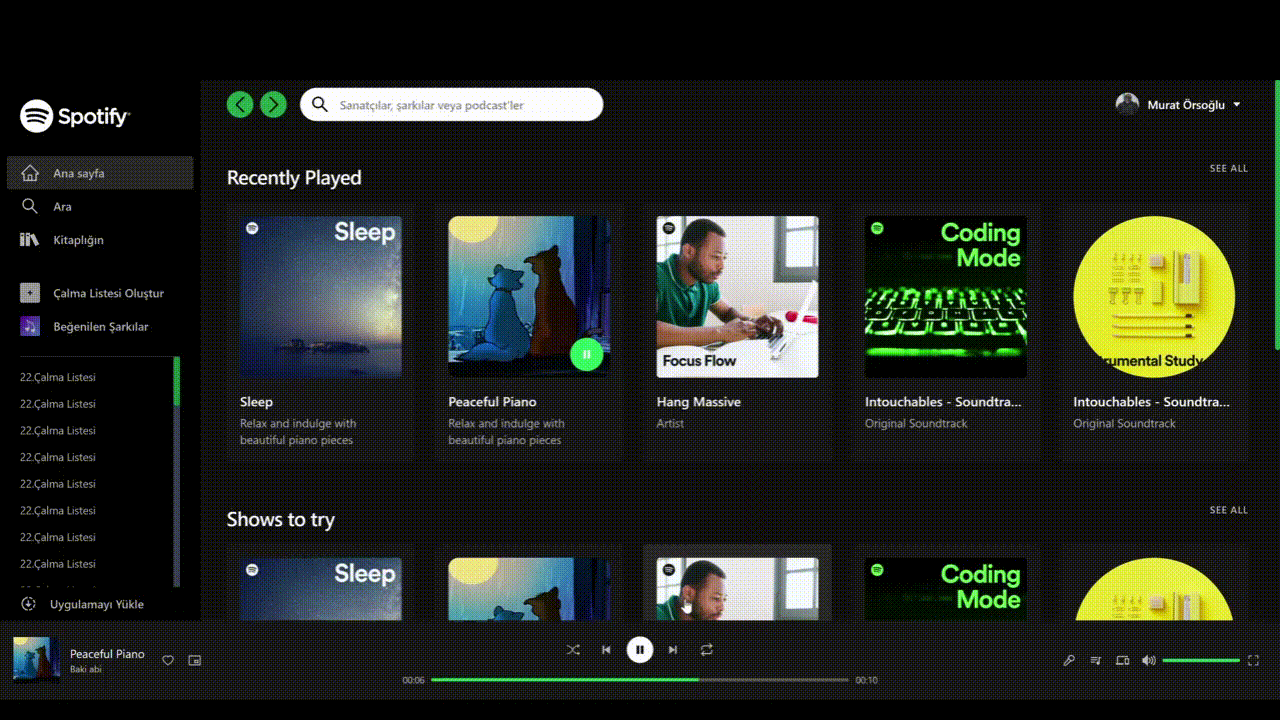 Spotify
Sanatçılar, şarkılar veya podcast'ler
Murat Örsoğlu
Ana sayfa
Ara
Kitaplığın
Çalma Listesi Oluştur
Beğenilen Şarkılar
22.Çalma Listesi
22.Çalma Listesi
22.Çalma Listesi
22.Çalma Listesi
22.Çalma Listesi
22.Çalma Listesi
22.Çalma Listesi
22.Çalma Listesi
Uygulamayı Yükle
Recently Played
SEE ALL
Sleep
Focus Flow
Coding
Mode
rumental Study
Sleep
Relax and indulge with
beautiful piano pieces
Peaceful Piano
Relax and indulge with
beautiful piano pieces
Hang Massive
Artist
Intouchables - Soundtra...
Original Soundtrack
Intouchables - Soundtra...
Original Soundtrack
Shows to try
SEE ALL
Sleep
Coding
Mode
Peaceful Piano
Baki abi
00:06
00:10